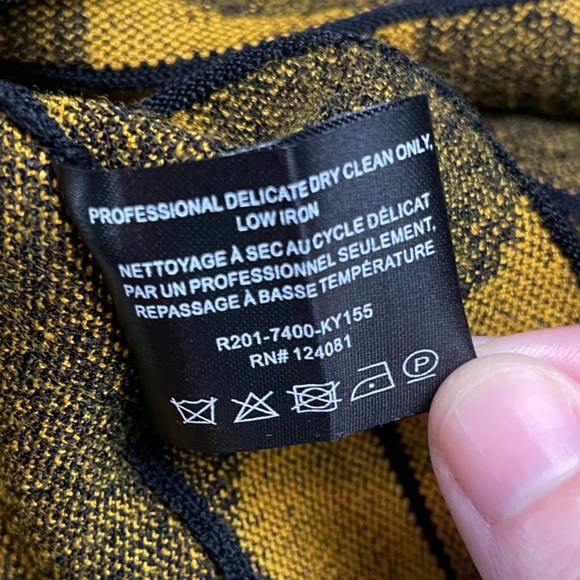 PROFESSIONAL DELICATE DRY CLEAN ONLY,
LOW IRON
NETTOYAGE À SEC AU CYCLE DÉLICAT
PAR UN PROFESSIONNEL SEULEMENT,
REPASSAGE À BASSE TEMPÉRATURE
R201-7400-KY155
RN# 124081
P